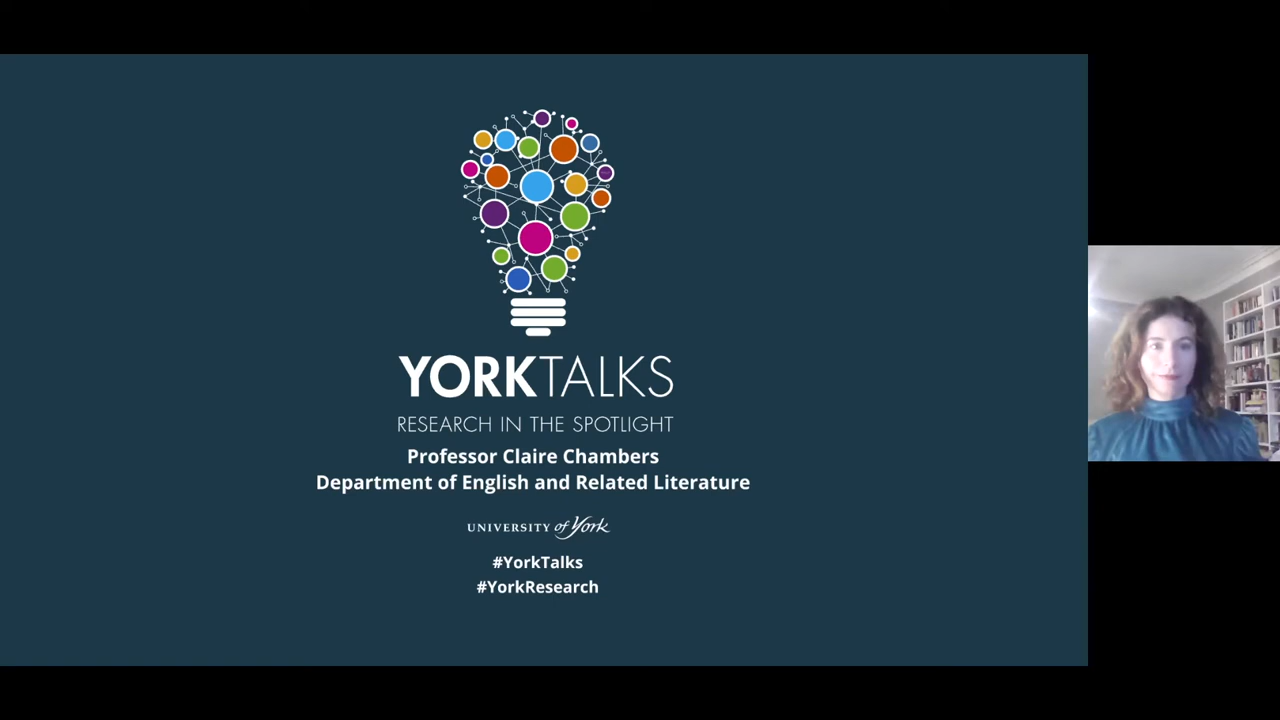 YORKTALKS
RESEARCH IN THE SPOTLIGHT
Professor Claire Chambers
Department of English and Related Literature
UNIVERSITY of York
#YorkTalks
#YorkResearch